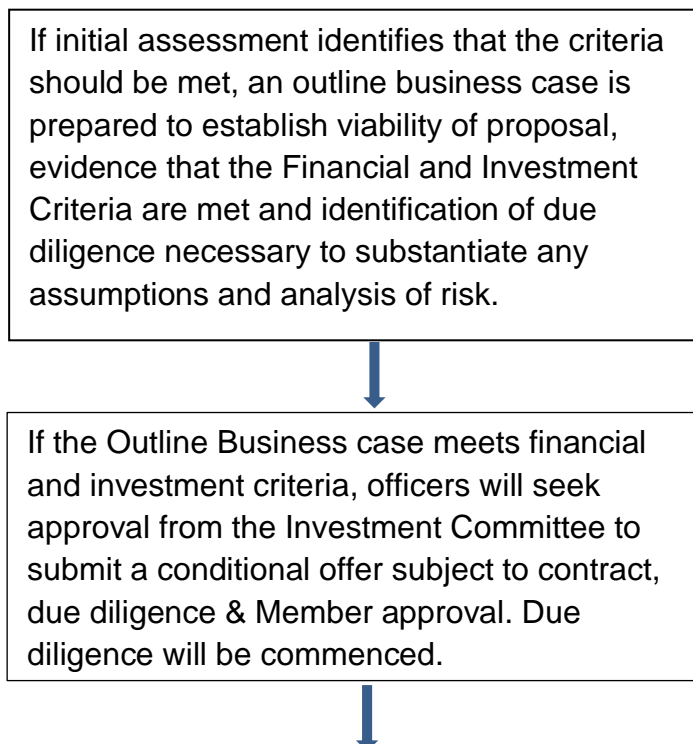 If initial assessment identifies that the criteria
should be met, an outline business case is
prepared to establish viability of proposal,
evidence that the Financial and Investment
Criteria are met and identification of due
diligence necessary to substantiate any
assumptions and analysis of risk.
If the Outline Business case meets financial
and investment criteria, officers will seek
approval from the Investment Committee to
submit a conditional offer subject to contract,
due diligence & Member approval. Due
diligence will be commenced.